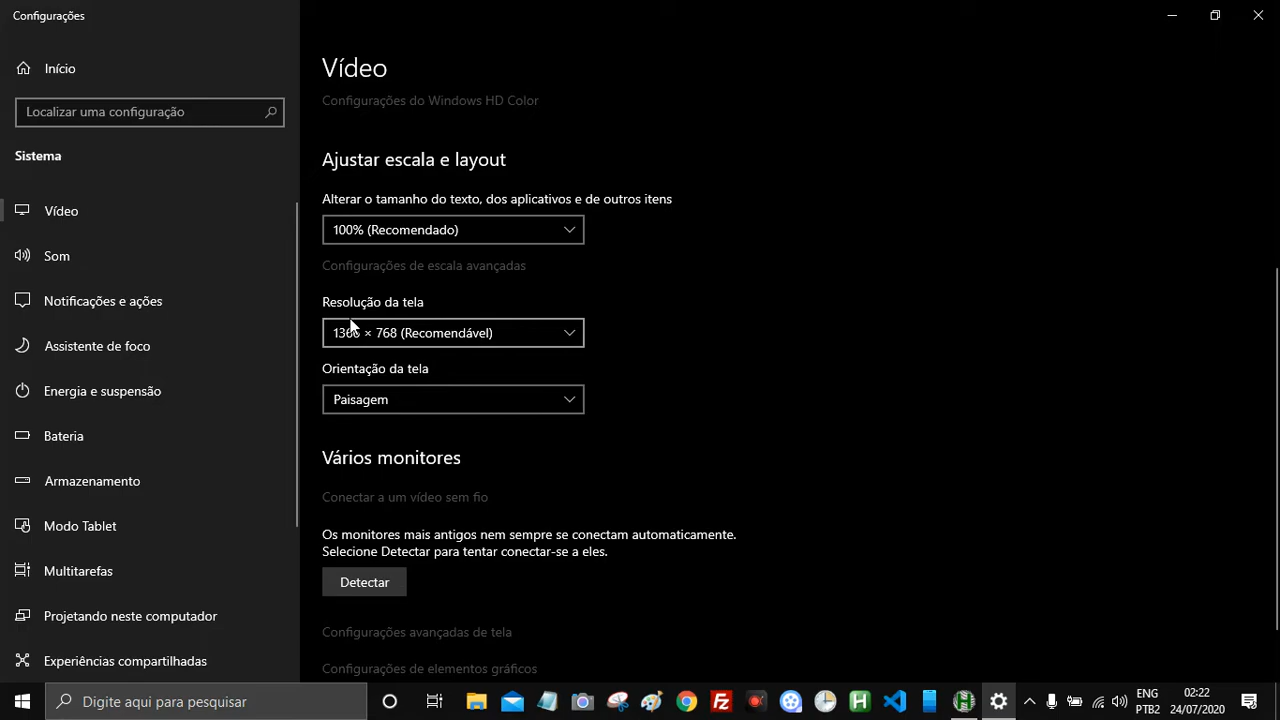 Configurações
Início
Localizar uma configuração
Sistema
Vídeo
Som
Notificações e ações
Assistente de foco
Energia e suspensão
Bateria
Armazenamento
Modo Tablet
Multitarefas
Projetando neste computador
Experiências compartilhadas
Vídeo
Configurações do Windows HD Color
Ajustar escala e layout
Alterar o tamanho do texto, dos aplicativos e de outros itens
100% (Recomendado)
Configurações de escala avançadas
Resolução da tela
1366 × 768 (Recomendável)
Orientação da tela
Paisagem
Vários monitores
Conectar a um vídeo sem fio
Os monitores mais antigos nem sempre se conectam automaticamente.
Selecione Detectar para tentar conectar-se a eles.
Detectar
Configurações avançadas de tela
Configurações de elementos gráficos
Digite aqui para pesquisar
ENG
PTB2
02:22
24/07/2020